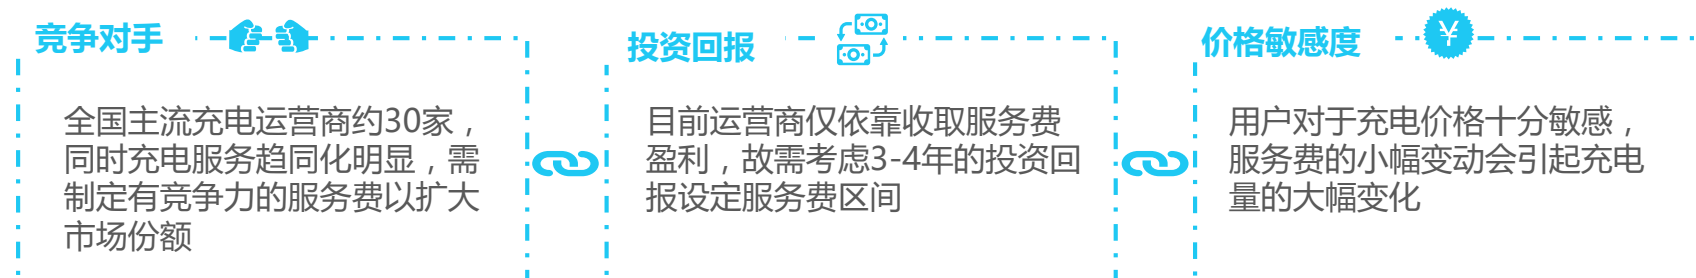 竞争对手
全国主流充电运营商约30家，
同时充电服务趋同化明显，需
制定有竞争力的服务费以扩大
市场份额
投资回报
目前运营商仅依靠收取服务费
盈利，故需考虑3-4年的投资回
报设定服务费区间
价格敏感度
¥
用户对于充电价格十分敏感，
服务费的小幅变动会引起充电
量的大幅变化